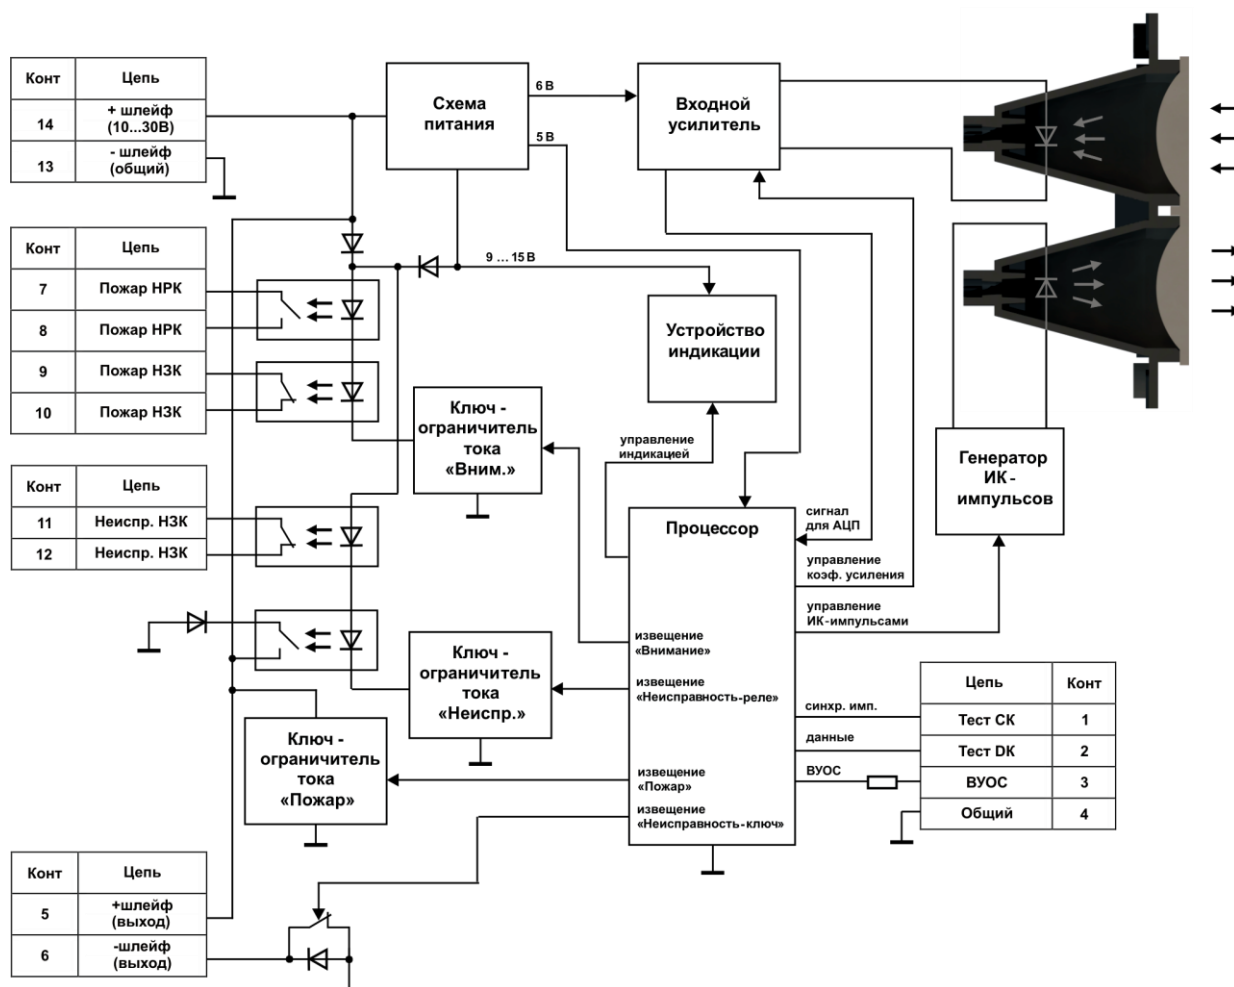 Конт Цепь
14 + шлейф
(10...30В)
13 - шлейф
(общий)
Схема
питания
6 В
5 В
Входной
усилитель
9 ... 15 В
Конт Цепь
7 Пожар НРК
8 Пожар НРК
9 Пожар НЗК
10 Пожар НЗК
Устройство
индикации
Ключ -
ограничитель
тока
«Вним.»
управление
индикацией
Генератор
ИК-
импульсов
Конт Цепь
11 Неиспр. НЗК
12 Неиспр. НЗК
Процессор
сигнал
для АЦП
управление
коэф. усиления
управление
ИК-импульсами
извещение
«Внимание»
извещение
«Неисправность-реле»
Ключ -
ограничитель
тока
«Неиспр.»
Ключ -
ограничитель
тока
«Пожар»
извещение
«Пожар»
извещение
«Неисправность-ключ»
синхр. имп.
данные
ВУОС
Цепь Конт
Тест СК 1
Тест DK 2
ВУОС 3
Общий 4
Конт Цепь
5 +шлейф
(выход)
6 -шлейф
(выход)